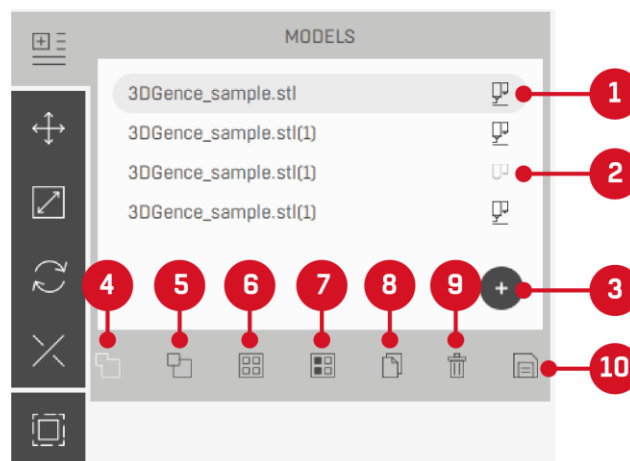 MODELS
3DGence_sample.stl
1
3DGence_sample.stl(1)
3DGence_sample.stl(1)
2
3DGence_sample.stl(1)
4 5 6 7 8 9 + 3
10